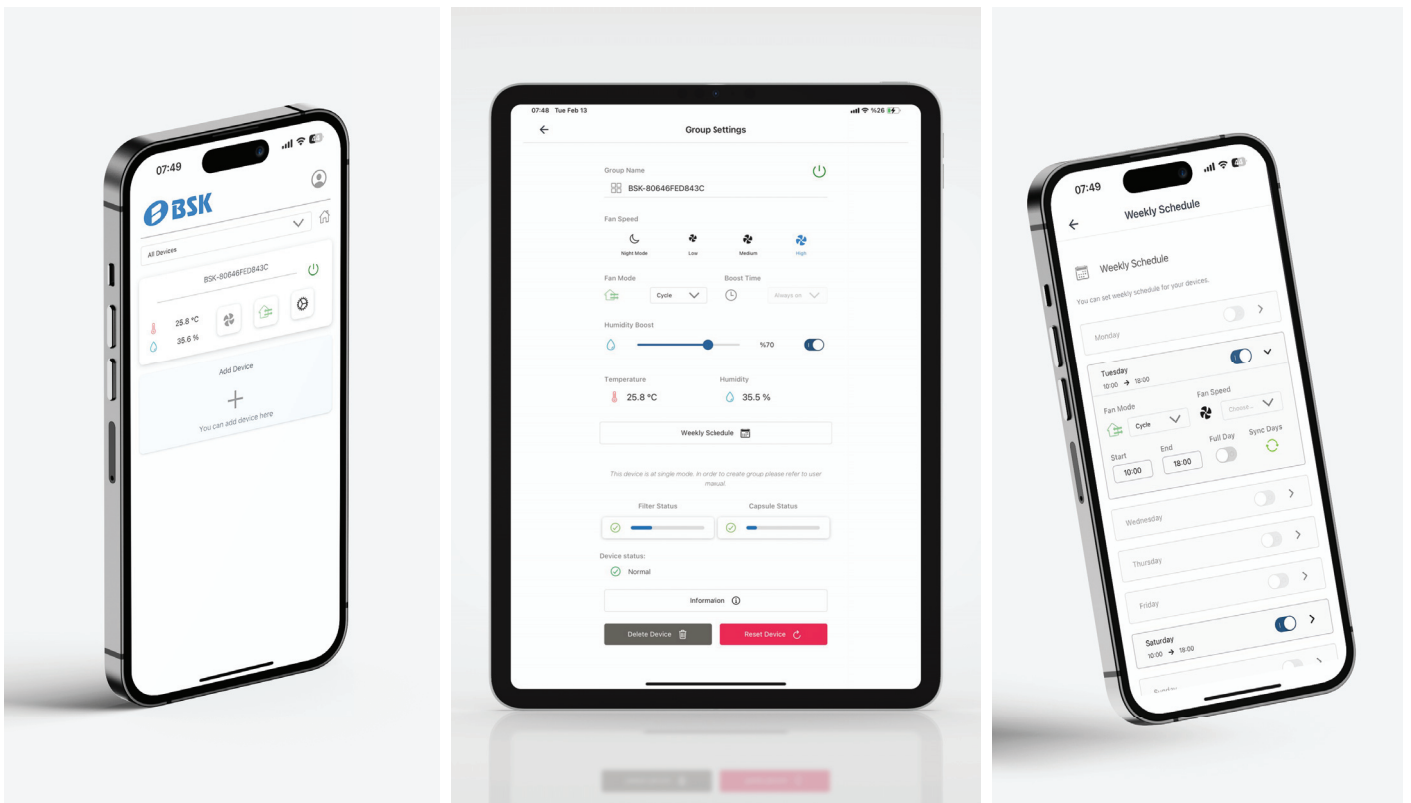 07:49
BSK
All Devices
BSK-80646FED843C
25.8 °C
35.6 %
Add Device
You can add device here
07:48 Tue Feb 13
%26
Group Settings
Group Name
BSK-80646FED843C
Fan Speed
Night Mode Low Medium High
Fan Mode Boost Time
Cycle Always on
Humidity Boost
%70
Temperature Humidity
25.8 °C 35.5 %
Weekly Schedule
This device is at single mode. In order to create group please refer to user
manual.
Filter Status Capsule Status
Device status:
Normal
Information
Delete Device Reset Device
07:49
Weekly Schedule
Weekly Schedule
You can set weekly schedule for your devices.
Monday
Tuesday
10:00 → 18:00
Fan Mode Fan Speed
Cycle Choose...
Start End Full Day Sync Days
10:00 18:00
Wednesday
Thursday
Friday
Saturday
10:00 → 18:00
Sunday